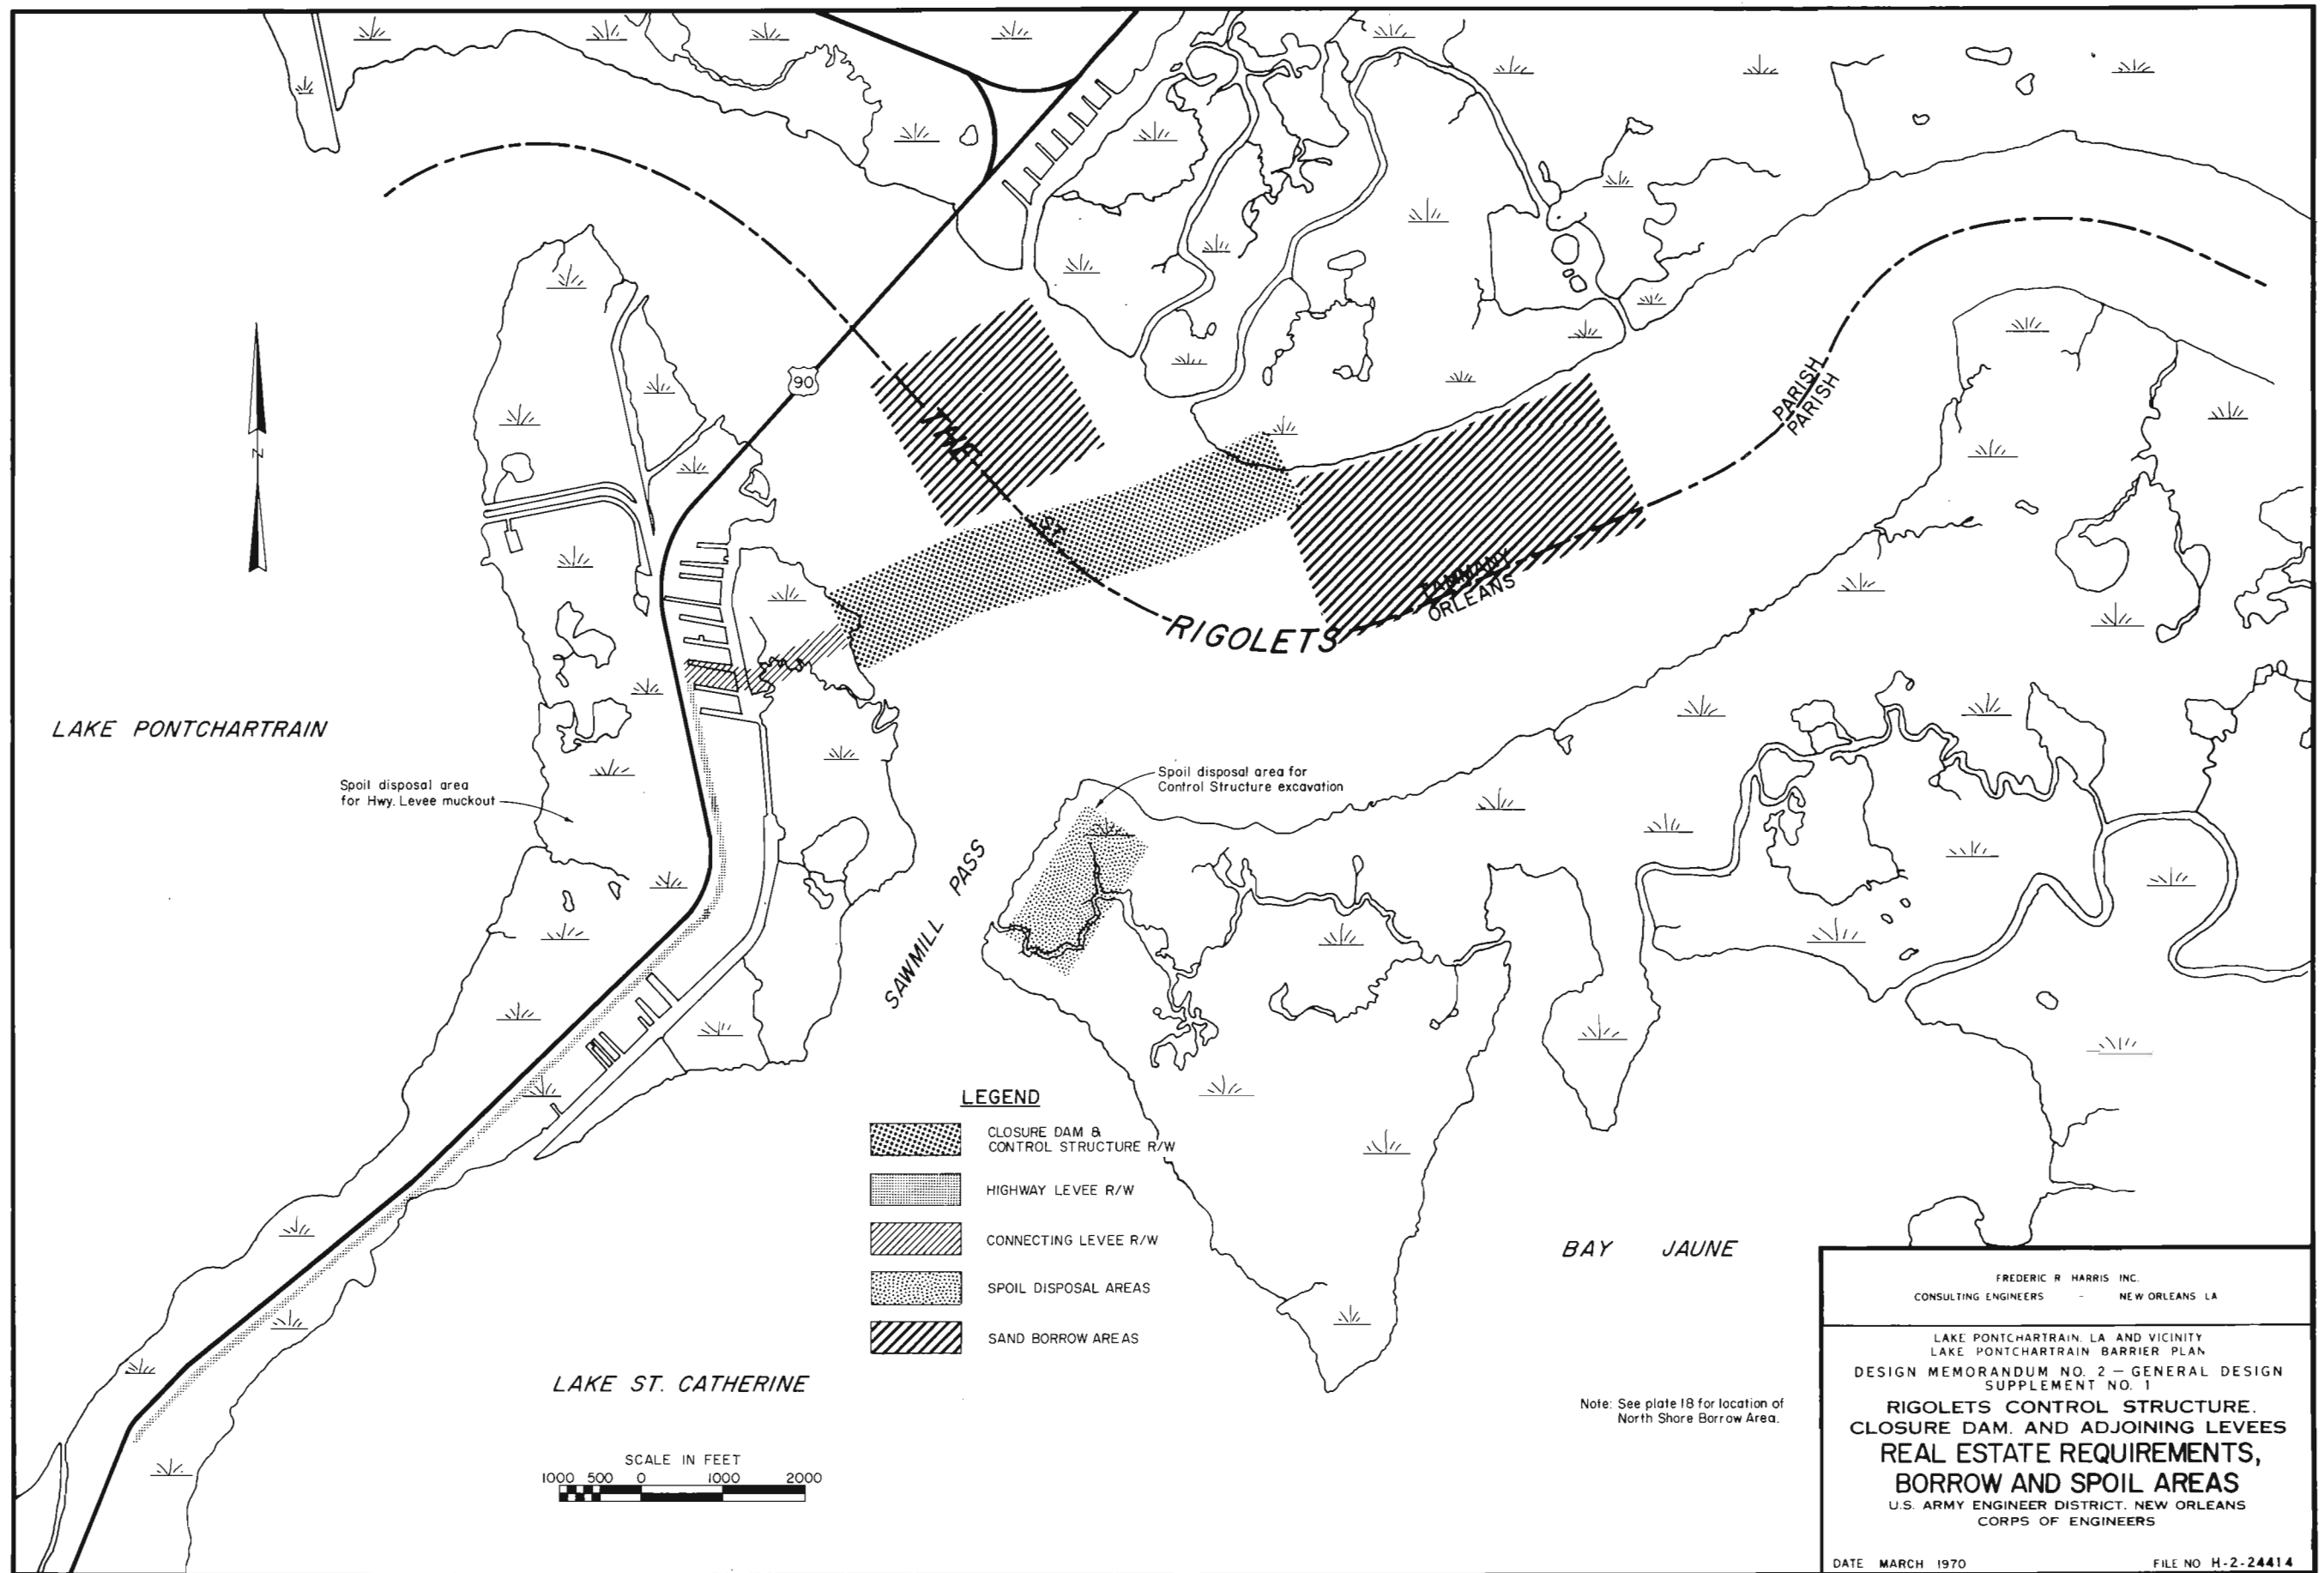 90
THE
ST.
TAMMANY
ORLEANS
PARISH
PARISH
RIGOLETS
N
LAKE PONTCHARTRAIN
Spoil disposal area
for Hwy. Levee muckout
Spoil disposal area for
Control Structure excavation
SAWMILL PASS
LEGEND
CLOSURE DAM &
CONTROL STRUCTURE R/W
HIGHWAY LEVEE R/W
CONNECTING LEVEE R/W
SPOIL DISPOSAL AREAS
SAND BORROW AREAS
BAY JAUNE
LAKE ST. CATHERINE
SCALE IN FEET
1000 500 0 1000 2000
Note: See plate 18 for location of
North Shore Borrow Area.
FREDERIC R HARRIS INC.
CONSULTING ENGINEERS - NEW ORLEANS LA
LAKE PONTCHARTRAIN. LA AND VICINITY
LAKE PONTCHARTRAIN BARRIER PLAN
DESIGN MEMORANDUM NO. 2 — GENERAL DESIGN
SUPPLEMENT NO. 1
RIGOLETS CONTROL STRUCTURE.
CLOSURE DAM. AND ADJOINING LEVEES
REAL ESTATE REQUIREMENTS,
BORROW AND SPOIL AREAS
U.S. ARMY ENGINEER DISTRICT. NEW ORLEANS
CORPS OF ENGINEERS
DATE MARCH 1970 FILE NO H-2-24414